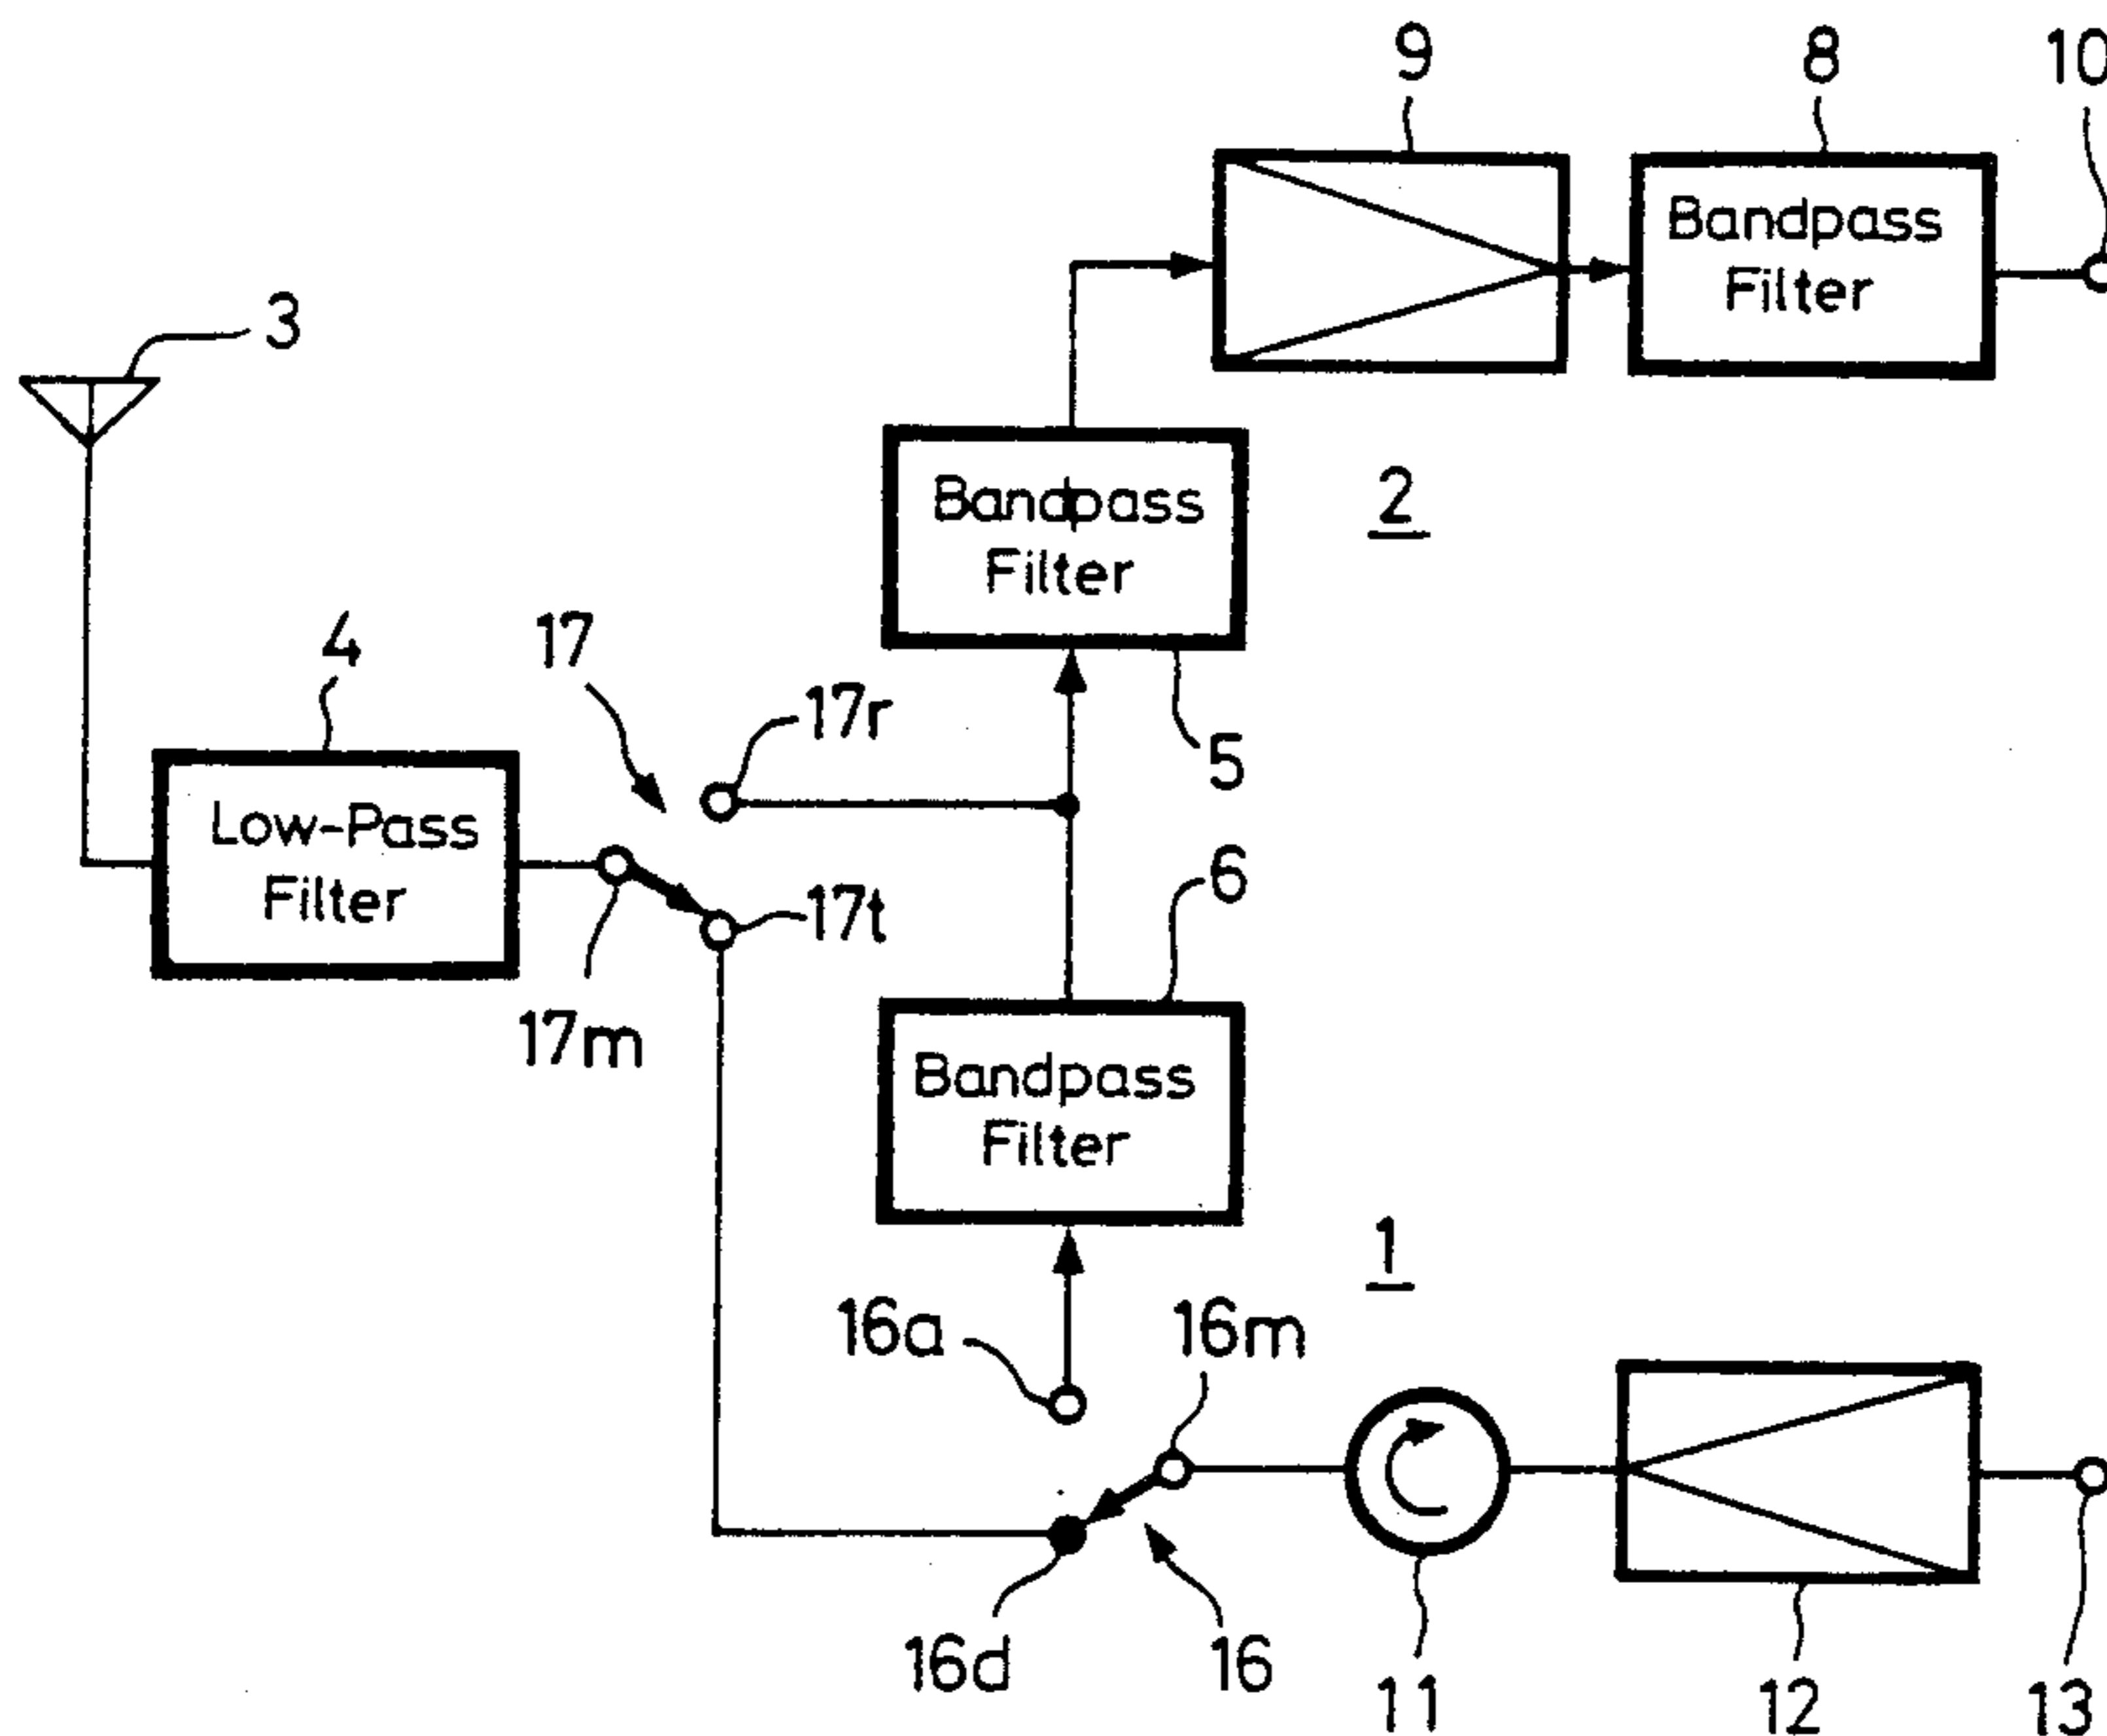 9
8
10
Bandpass
Filter
3
Bandpass
Filter
2
4
17
17r
5
Low-Pass
Filter
17t
6
17m
Bandpass
Filter
1
16a
16m
16d
16
11
12
13